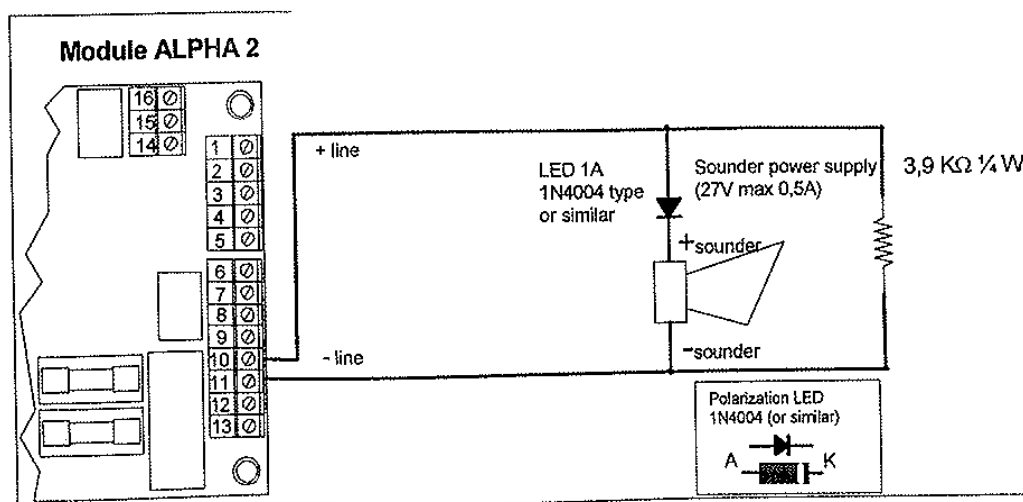 Module ALPHA 2
16
15
14
1
2
3
4
5
6
7
8
9
10
11
12
13
+ line
- line
LED 1A
1N4004 type
or similar
Sounder power supply
(27V max 0,5A)
3,9 KΩ ¼ W
+sounder
-sounder
Polarization LED
1N4004 (or similar)
A K